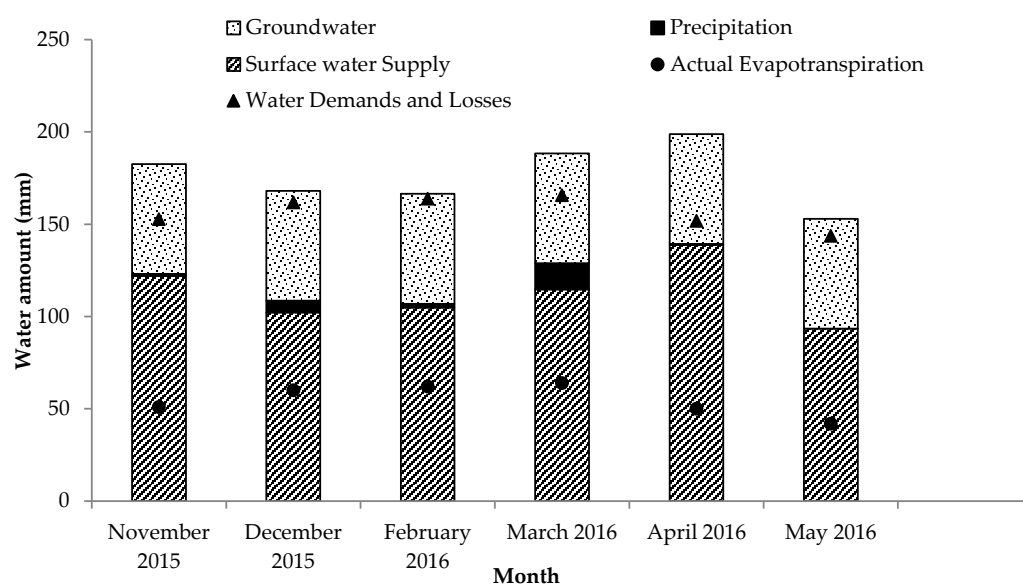 Groundwater
Precipitation
Surface water Supply
Actual Evapotranspiration
Water Demands and Losses
Water amount (mm)
250
200
150
100
50
0
November 2015
December 2015
February 2016
March 2016
April 2016
May 2016
Month